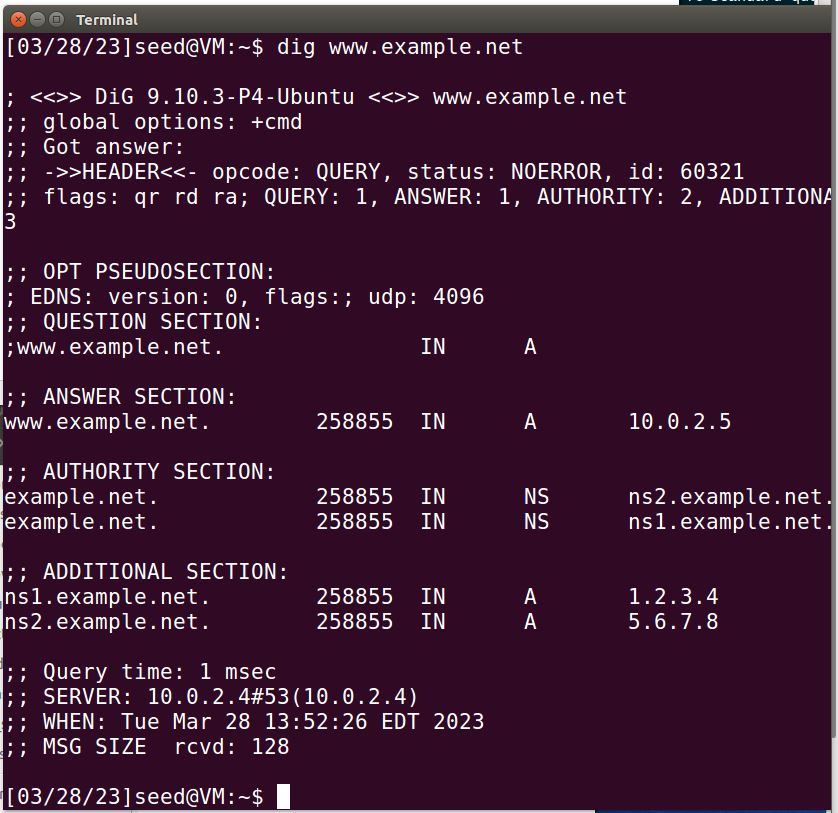 Terminal
[03/28/23]seed@VM:~$ dig www.example.net
; <<>> DiG 9.10.3-P4-Ubuntu <<>> www.example.net
;; global options: +cmd
;; Got answer:
;; ->>HEADER<<- opcode: QUERY, status: NOERROR, id: 60321
;; flags: qr rd ra; QUERY: 1, ANSWER: 1, AUTHORITY: 2, ADDITIONA
3
;; OPT PSEUDOSECTION:
; EDNS: version: 0, flags:; udp: 4096
;; QUESTION SECTION:
;www.example.net. IN A
;; ANSWER SECTION:
www.example.net. 258855 IN A 10.0.2.5
;; AUTHORITY SECTION:
example.net. 258855 IN NS ns2.example.net.
example.net. 258855 IN NS ns1.example.net.
;; ADDITIONAL SECTION:
ns1.example.net. 258855 IN A 1.2.3.4
ns2.example.net. 258855 IN A 5.6.7.8
;; Query time: 1 msec
;; SERVER: 10.0.2.4#53(10.0.2.4)
;; WHEN: Tue Mar 28 13:52:26 EDT 2023
;; MSG SIZE rcvd: 128
[03/28/23]seed@VM:~$